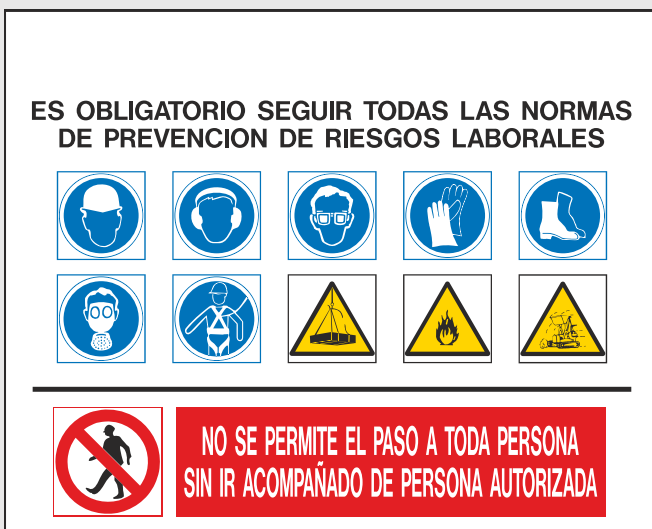 ES OBLIGATORIO SEGUIR TODAS LAS NORMAS
DE PREVENCION DE RIESGOS LABORALES
NO SE PERMITE EL PASO A TODA PERSONA
SIN IR ACOMPAÑADO DE PERSONA AUTORIZADA